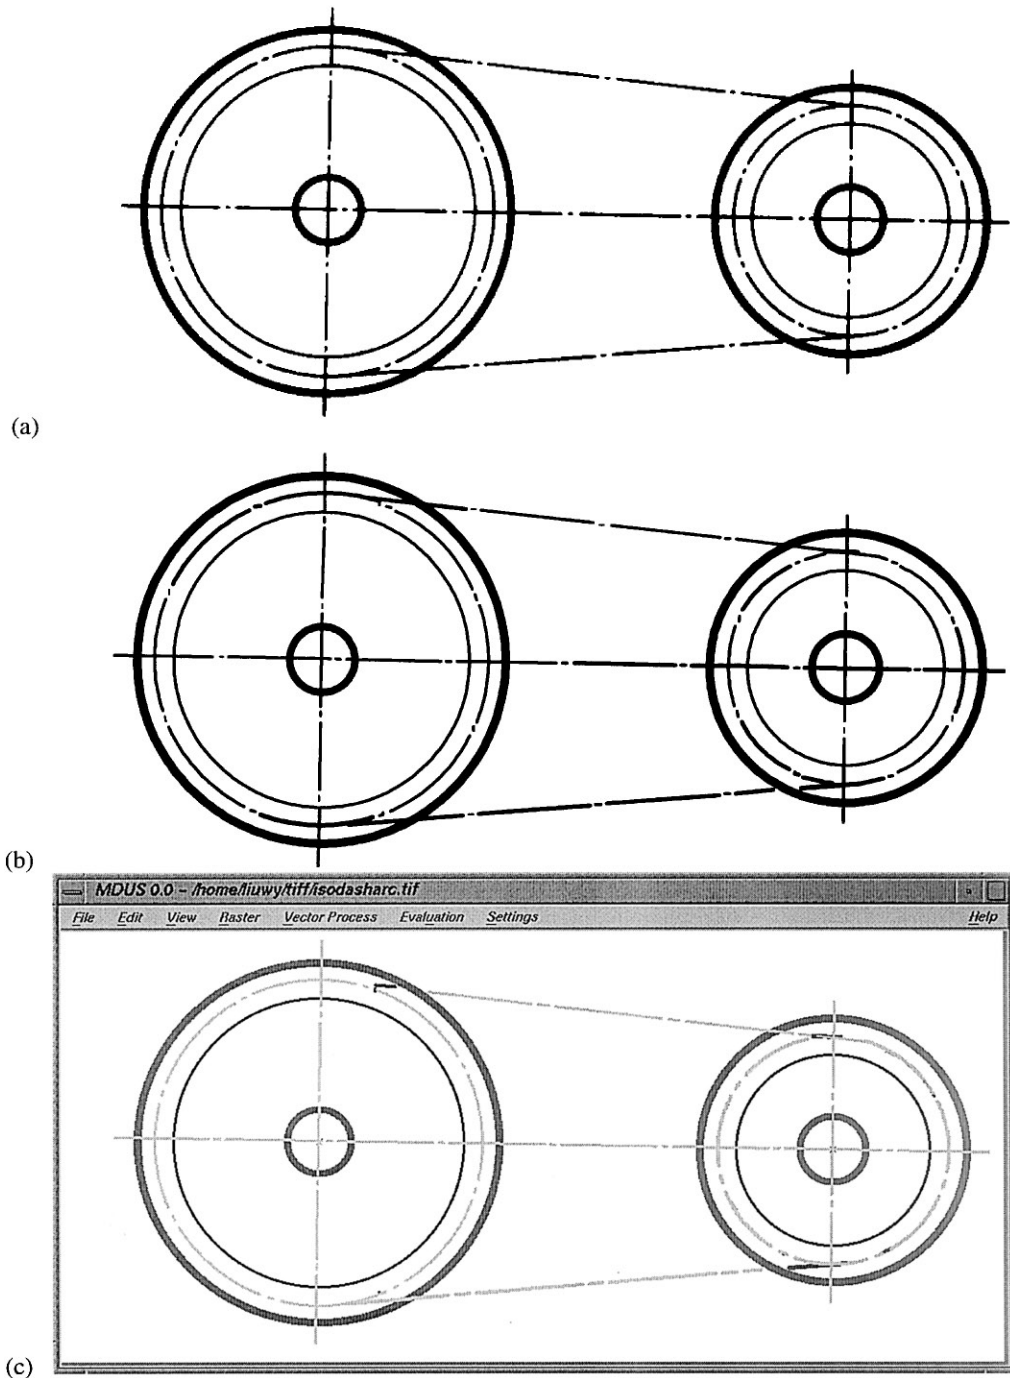 (a)
(b)
MDUS 0.0 – /home/liuwy/tiff/isodasharc.tif
File Edit View Raster Vector Process Evaluation Settings Help
(c)